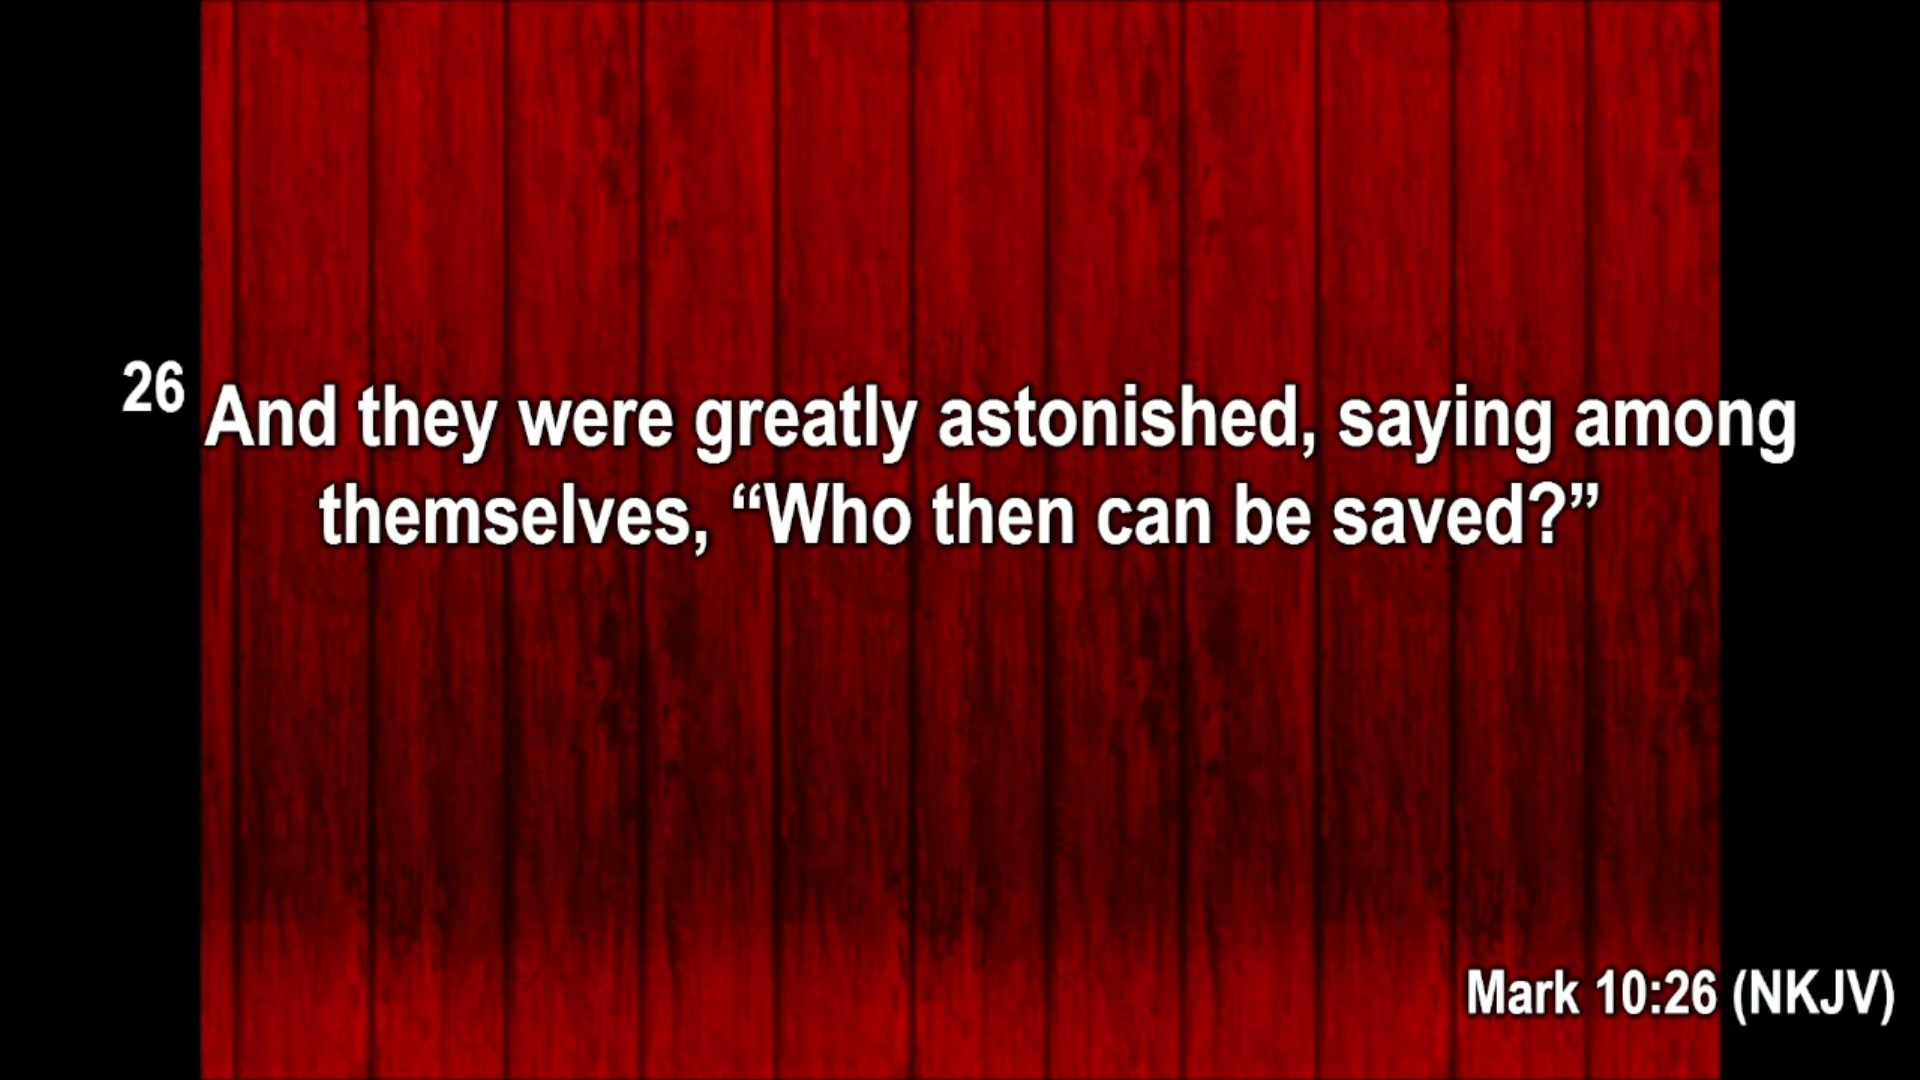 26 And they were greatly astonished, saying among
themselves, “Who then can be saved?”
Mark 10:26 (NKJV)